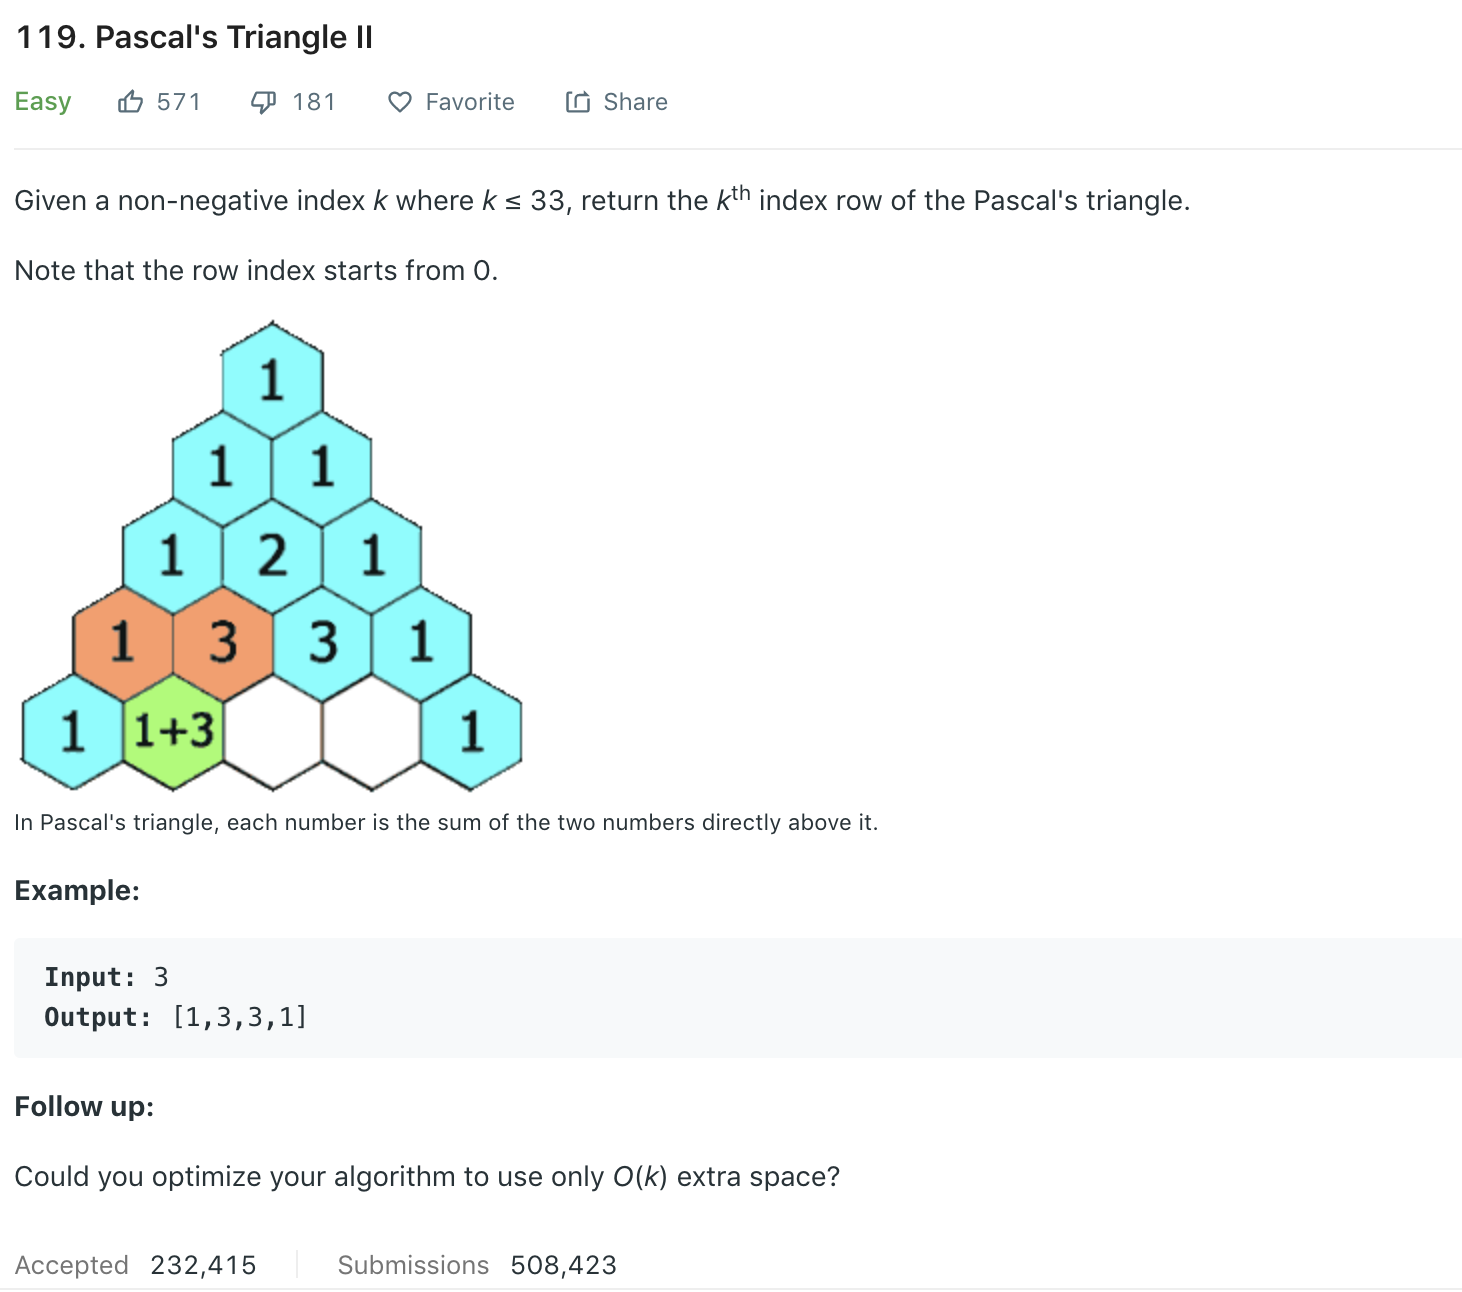 119. Pascal's Triangle II
Easy 571 181 Favorite Share
Given a non-negative index k where k ≤ 33, return the kth index row of the Pascal's triangle.
Note that the row index starts from 0.
1
1 1
1 2 1
1 3 3 1
1 1+3 1
In Pascal's triangle, each number is the sum of the two numbers directly above it.
Example:
Input: 3
Output: [1,3,3,1]
Follow up:
Could you optimize your algorithm to use only O(k) extra space?
Accepted 232,415 Submissions 508,423